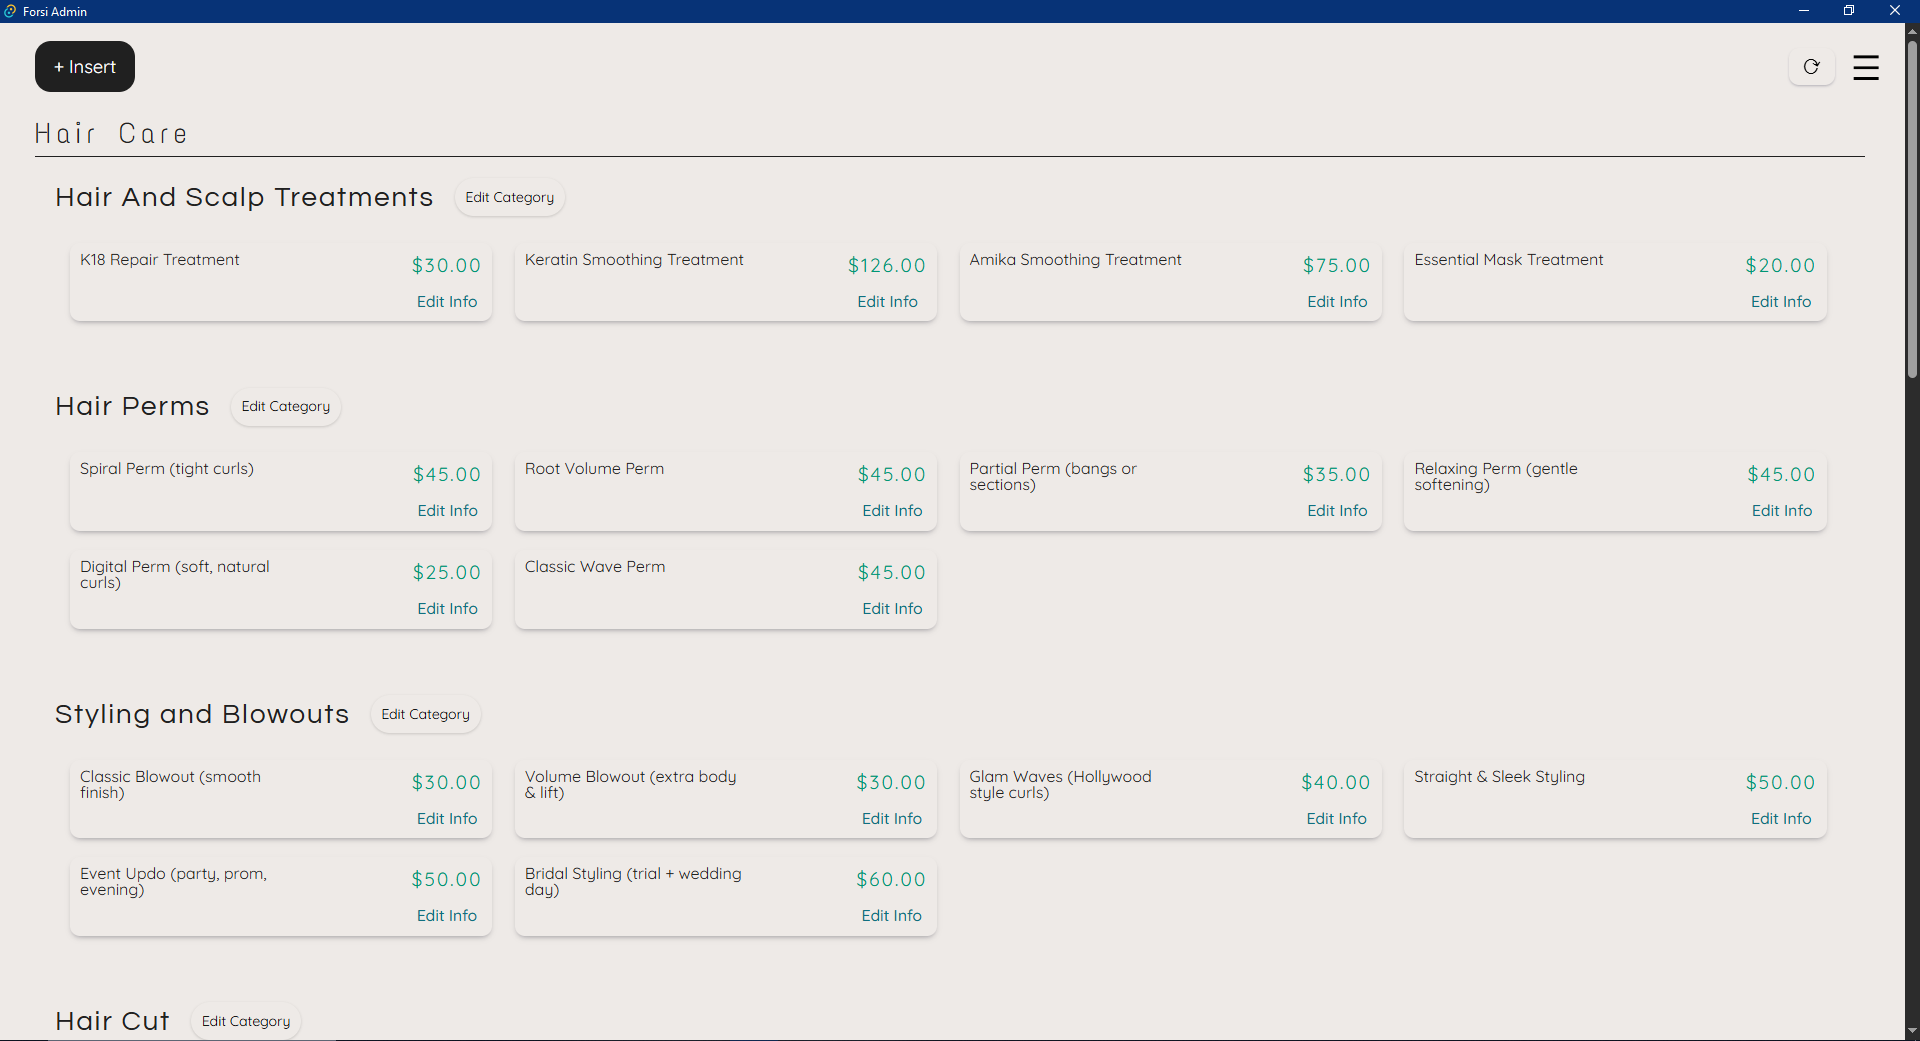 Forsi Admin
+ Insert
Hair Care
Hair And Scalp Treatments
Edit Category
K18 Repair Treatment
$30.00
Edit Info
Keratin Smoothing Treatment
$126.00
Edit Info
Amika Smoothing Treatment
$75.00
Edit Info
Essential Mask Treatment
$20.00
Edit Info
Hair Perms
Edit Category
Spiral Perm (tight curls)
$45.00
Edit Info
Root Volume Perm
$45.00
Edit Info
Partial Perm (bangs or
sections)
$35.00
Edit Info
Relaxing Perm (gentle
softening)
$45.00
Edit Info
Digital Perm (soft, natural
curls)
$25.00
Edit Info
Classic Wave Perm
$45.00
Edit Info
Styling and Blowouts
Edit Category
Classic Blowout (smooth
finish)
$30.00
Edit Info
Volume Blowout (extra body
& lift)
$30.00
Edit Info
Glam Waves (Hollywood
style curls)
$40.00
Edit Info
Straight & Sleek Styling
$50.00
Edit Info
Event Updo (party, prom,
evening)
$50.00
Edit Info
Bridal Styling (trial + wedding
day)
$60.00
Edit Info
Hair Cut
Edit Category